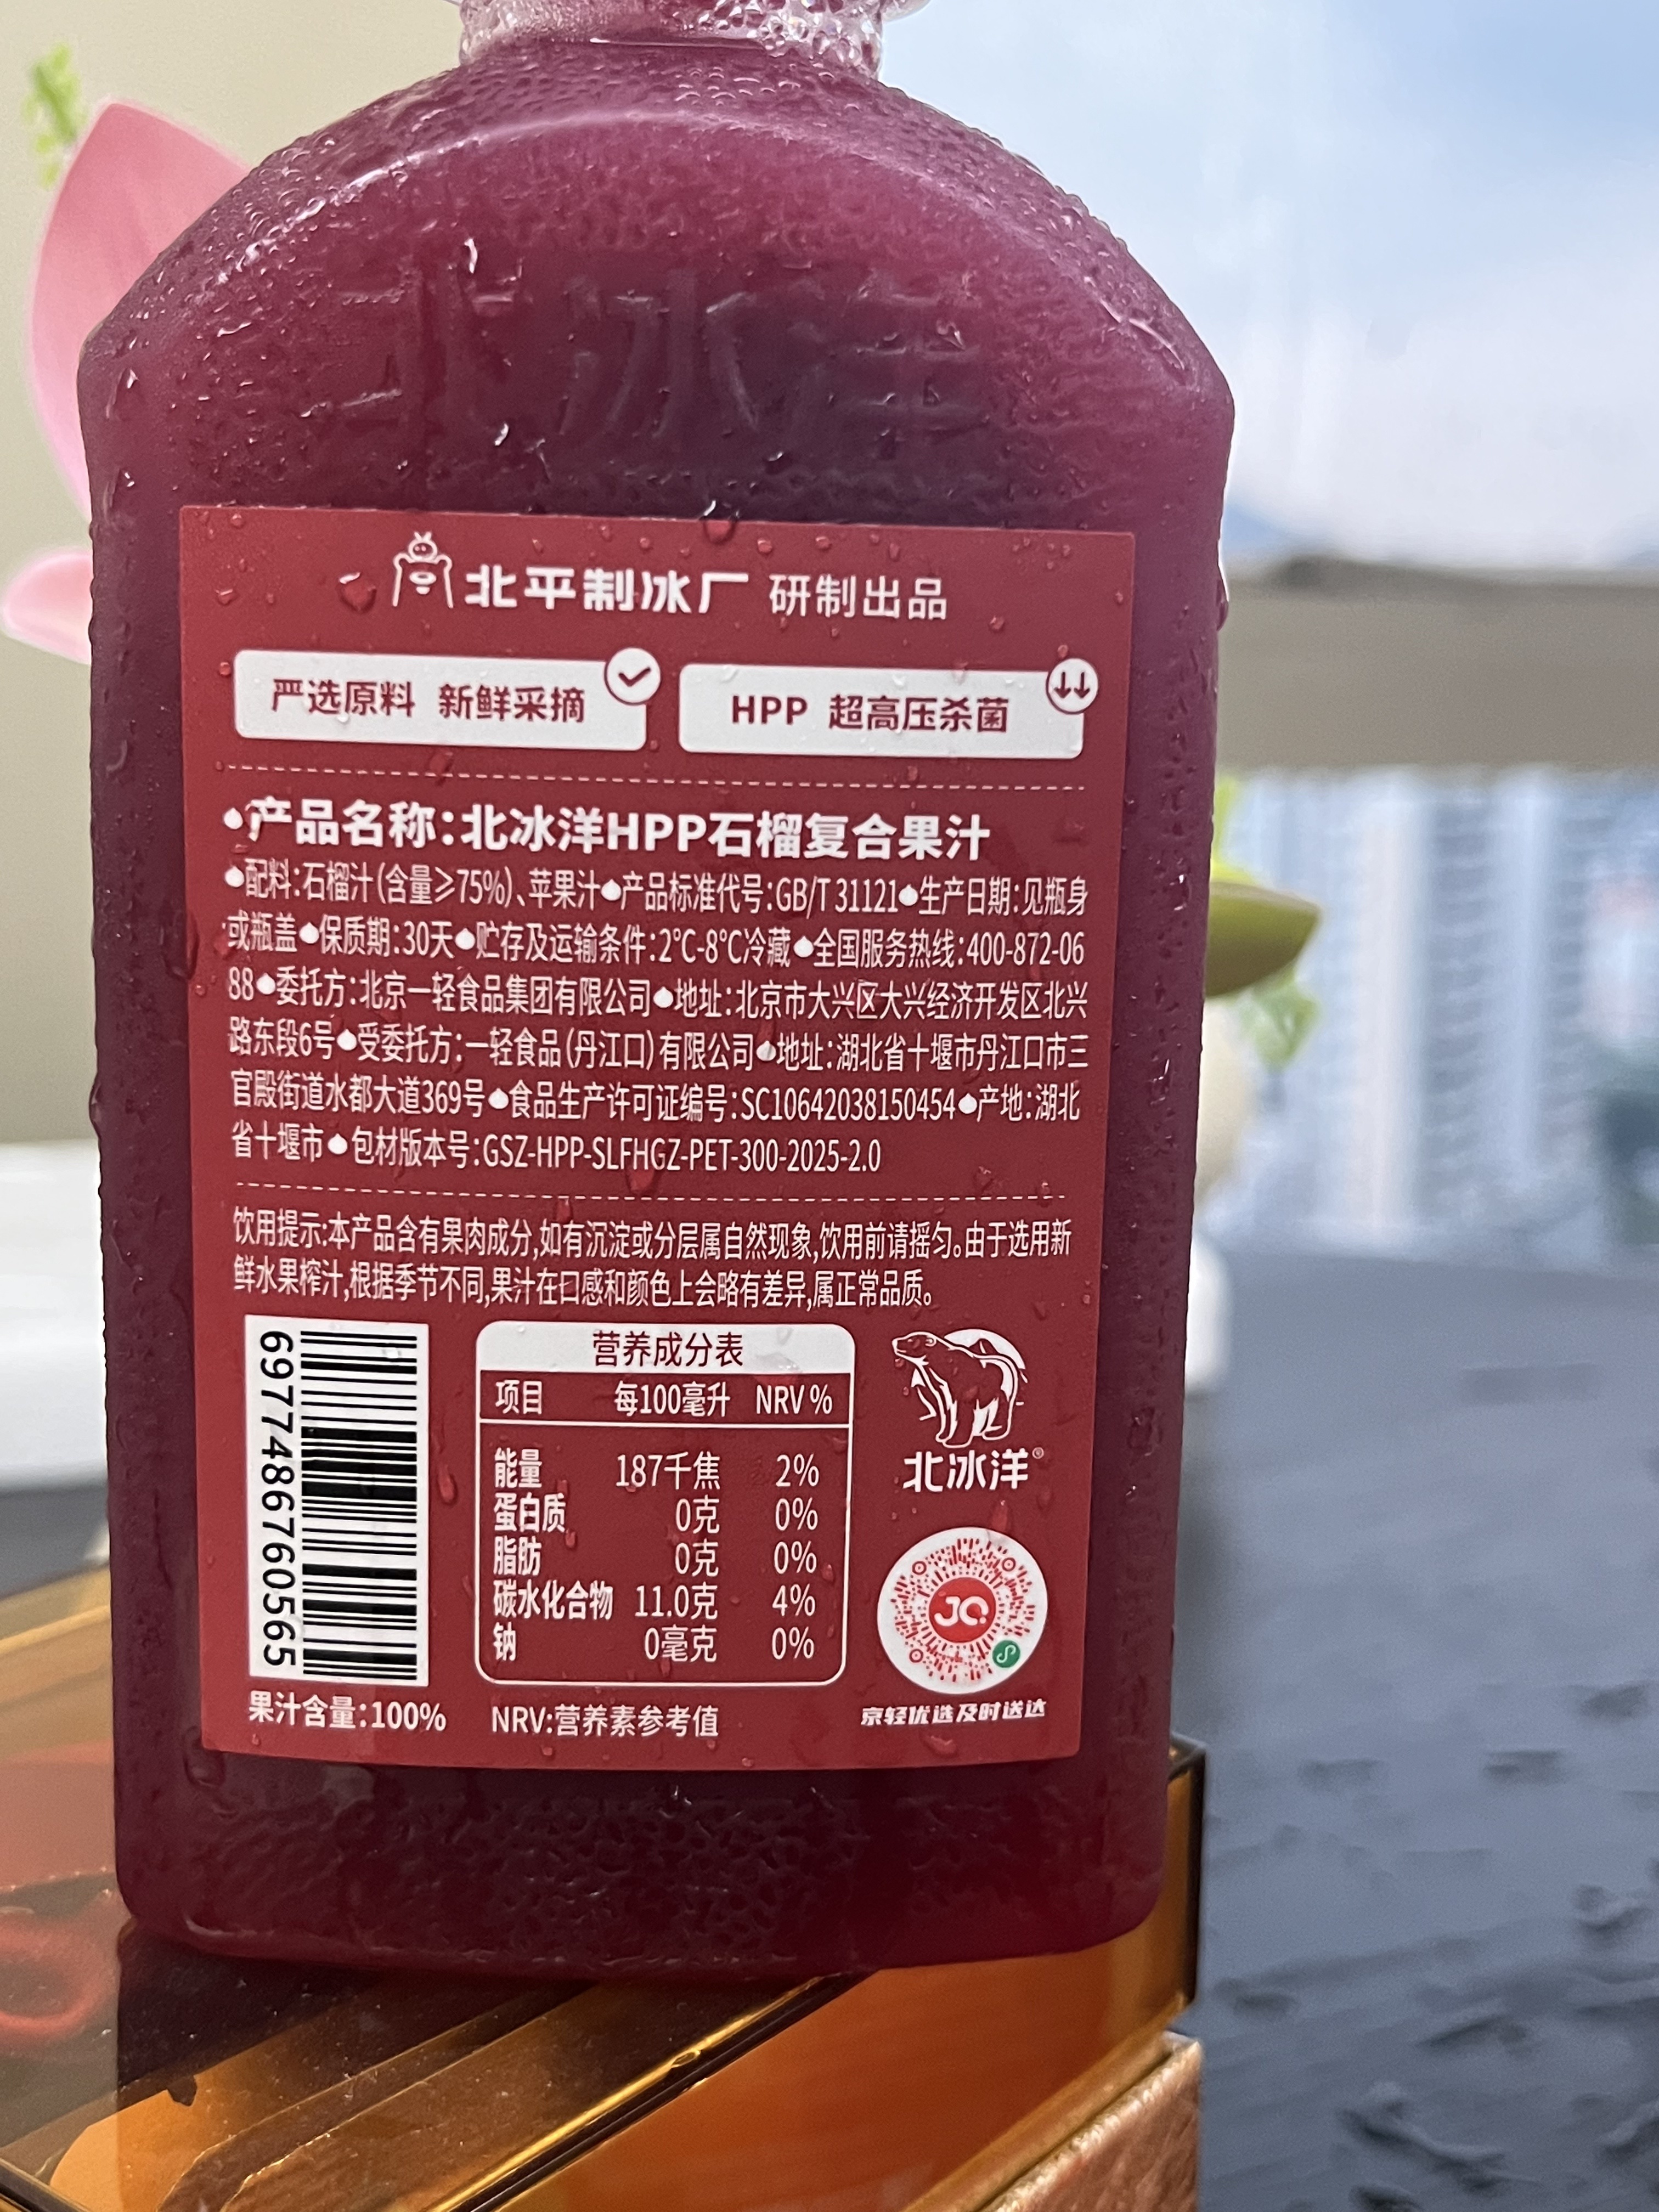 北冰洋
北平制冰厂 研制出品
严选原料 新鲜采摘
HPP 超高压杀菌
产品名称:北冰洋HPP石榴复合果汁
配料:石榴汁(含量≥75%)、苹果汁 产品标准代号:GB/T 31121 生产日期:见瓶身
或瓶盖 保质期:30天 贮存及运输条件:2℃-8℃冷藏 全国服务热线:400-872-06
88 委托方:北京一轻食品集团有限公司 地址:北京市大兴区大兴经济开发区北兴
路东段6号 受委托方:一轻食品(丹江口)有限公司 地址:湖北省十堰市丹江口市三
官殿街道水都大道369号 食品生产许可证编号:SC10642038150454 产地:湖北
省十堰市 包材版本号:GSZ-HPP-SLFHGZ-PET-300-2025-2.0
饮用提示:本产品含有果肉成分,如有沉淀或分层属自然现象,饮用前请摇匀。由于选用新
鲜水果榨汁,根据季节不同,果汁在口感和颜色上会略有差异,属正常品质。
6977486760565
果汁含量:100%
营养成分表
项目 每100毫升 NRV%
能量 187千焦 2%
蛋白质 0克 0%
脂肪 0克 0%
碳水化合物 11.0克 4%
钠 0毫克 0%
NRV:营养素参考值
北冰洋®
JQ
京轻优选及时送达